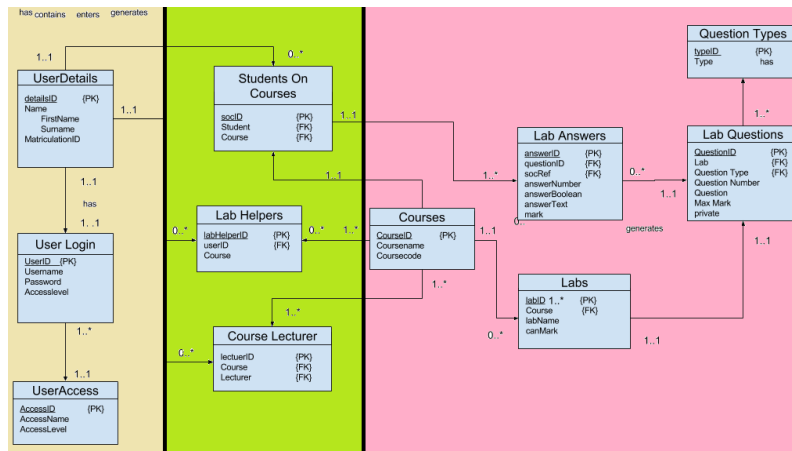 has contains enters generates
1..1
0..*
UserDetails
detailsID {PK}
Name
FirstName
Surname
MatriculationID
1..1
1..1
has
1..1
User Login
UserID {PK}
Username
Password
Accesslevel
1..*
1..1
UserAccess
AccessID {PK}
AccessName
AccessLevel
Students On
Courses
socID {PK}
Student {FK}
Course {FK}
1..1
1..1
0..*
Lab Helpers
labHelperID {PK}
userID {FK}
Course
0..*
1..*
1..*
Course Lecturer
lectuerID {PK}
Course {FK}
Lecturer {FK}
0..*
Courses
CourseID {PK}
Coursename
Coursecode
1..*
1..1
0..*
1..*
Lab Answers
answerID {PK}
questionID {FK}
socRef {FK}
answerNumber
answerBoolean
answerText
mark
0..*
1..1
0..
generates
Labs
labID 1..* {PK}
Course {FK}
labName
canMark
1..1
1..1
Question Types
typeID {PK}
Type has
1..*
Lab Questions
QuestionID {PK}
Lab {FK}
Question Type {FK}
Question Number
Question
Max Mark
private